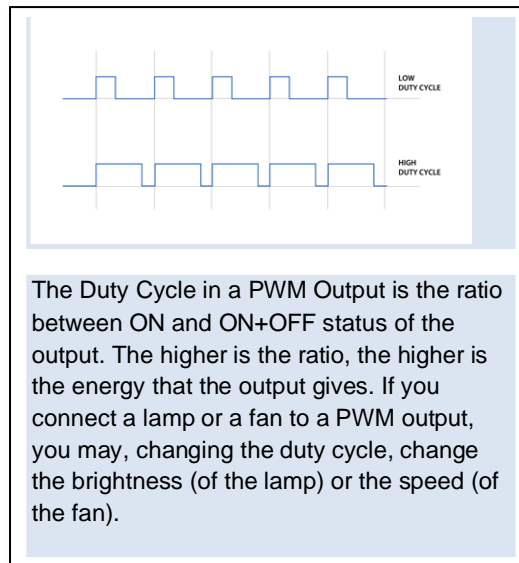 LOW
DUTY CYCLE
HIGH
DUTY CYCLE
The Duty Cycle in a PWM Output is the ratio
between ON and ON+OFF status of the
output. The higher is the ratio, the higher is
the energy that the output gives. If you
connect a lamp or a fan to a PWM output,
you may, changing the duty cycle, change
the brightness (of the lamp) or the speed (of
the fan).